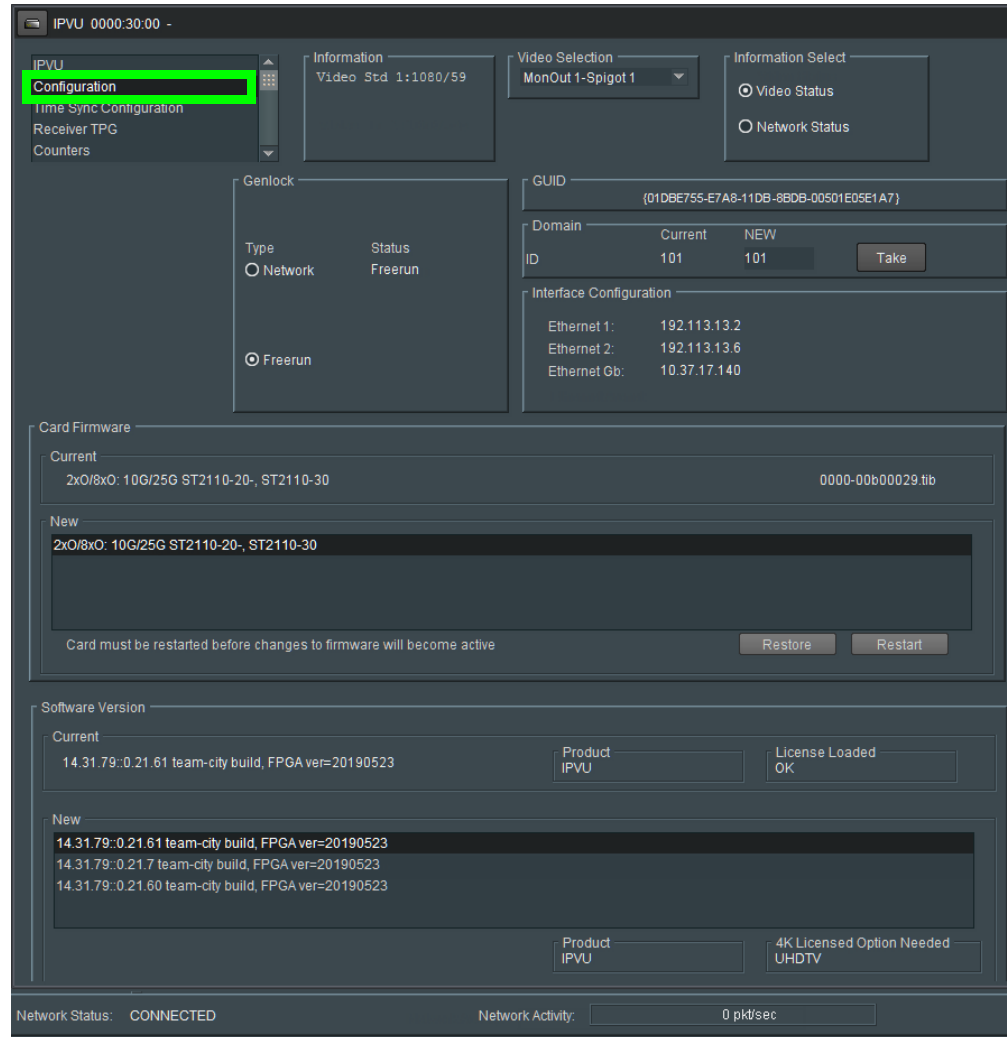 IPVU 0000:30:00 -
IPVU
Configuration
Time Sync Configuration
Receiver TPG
Counters
Information
Video Std 1:1080/59
Video Selection
MonOut 1-Spigot 1
Information Select
Video Status
Network Status
Genlock
Type Status
Network Freerun
Freerun
GUID
{01DBE755-E7A8-11DB-8BDB-00501E05E1A7}
Domain
Current NEW
ID 101 101 Take
Interface Configuration
Ethernet 1: 192.113.13.2
Ethernet 2: 192.113.13.6
Ethernet Gb: 10.37.17.140
Card Firmware
Current
2xO/8xO: 10G/25G ST2110-20-, ST2110-30 0000-00b00029.tib
New
2xO/8xO: 10G/25G ST2110-20-, ST2110-30
Card must be restarted before changes to firmware will become active Restore Restart
Software Version
Current
14.31.79::0.21.61 team-city build, FPGA ver=20190523
Product
IPVU
License Loaded
OK
New
14.31.79::0.21.61 team-city build, FPGA ver=20190523
14.31.79::0.21.7 team-city build, FPGA ver=20190523
14.31.79::0.21.60 team-city build, FPGA ver=20190523
Product
IPVU
4K Licensed Option Needed
UHDTV
Network Status: CONNECTED Network Activity: 0 pkt/sec